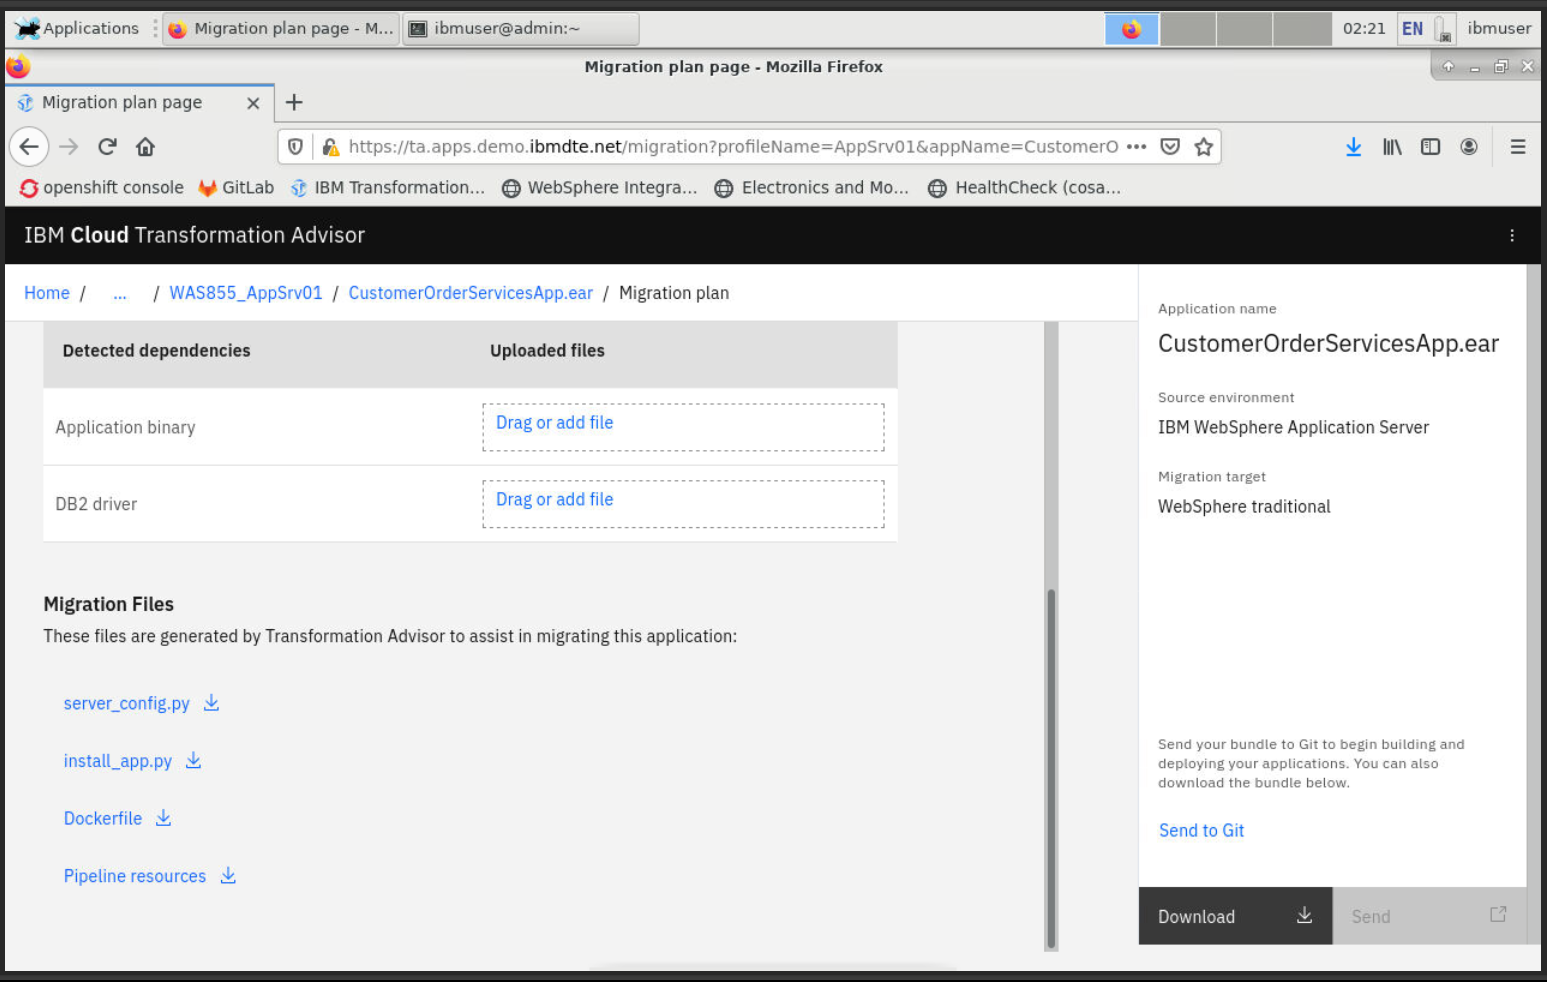 Applications
Migration plan page - M...
ibmuser@admin:~
02:21
EN
ibmuser
Migration plan page - Mozilla Firefox
Migration plan page
https://ta.apps.demo.ibmdte.net/migration?profileName=AppSrv01&appName=CustomerO
openshift console
GitLab
IBM Transformation...
WebSphere Integra...
Electronics and Mo...
HealthCheck (cosa...
IBM Cloud Transformation Advisor
Home / ... / WAS855_AppSrv01 / CustomerOrderServicesApp.ear / Migration plan
Detected dependencies
Uploaded files
Application binary
Drag or add file
DB2 driver
Drag or add file
Migration Files
These files are generated by Transformation Advisor to assist in migrating this application:
server_config.py
install_app.py
Dockerfile
Pipeline resources
Application name
CustomerOrderServicesApp.ear
Source environment
IBM WebSphere Application Server
Migration target
WebSphere traditional
Send your bundle to Git to begin building and
deploying your applications. You can also
download the bundle below.
Send to Git
Download
Send